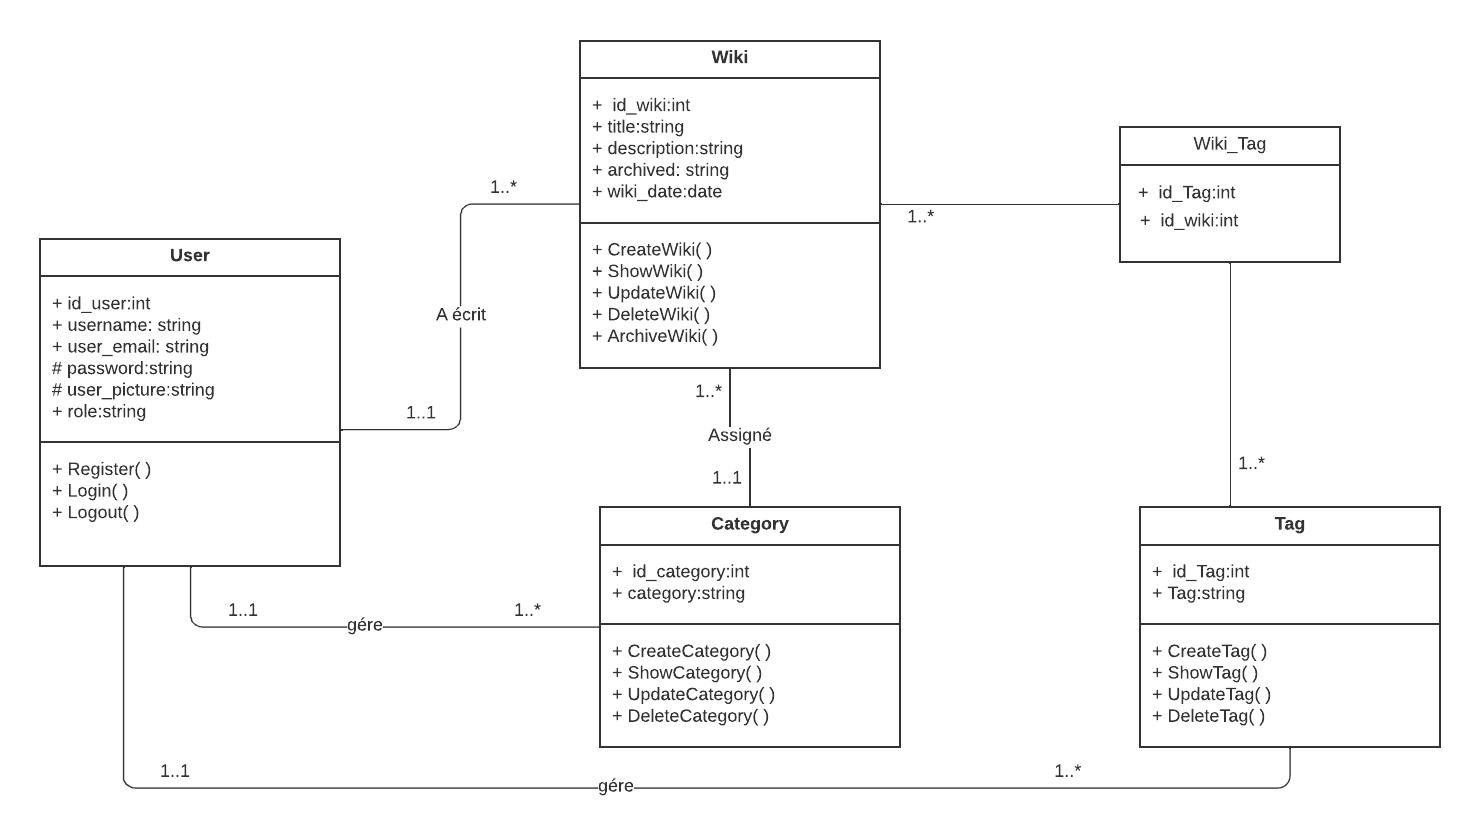 Wiki
+ id_wiki:int
+ title:string
+ description:string
+ archived: string
+ wiki_date:date
+ CreateWiki( )
+ ShowWiki( )
+ UpdateWiki( )
+ DeleteWiki( )
+ ArchiveWiki( )
Wiki_Tag
+ id_Tag:int
+ id_wiki:int
1..*
1..*
User
+ id_user:int
+ username: string
+ user_email: string
# password:string
# user_picture:string
+ role:string
+ Register( )
+ Login( )
+ Logout( )
A écrit
1..1
1..*
Assigné
1..1
1..*
Category
+ id_category:int
+ category:string
+ CreateCategory( )
+ ShowCategory( )
+ UpdateCategory( )
+ DeleteCategory( )
Tag
+ id_Tag:int
+ Tag:string
+ CreateTag( )
+ ShowTag( )
+ UpdateTag( )
+ DeleteTag( )
1..1
gére
1..*
1..1
gére
1..*